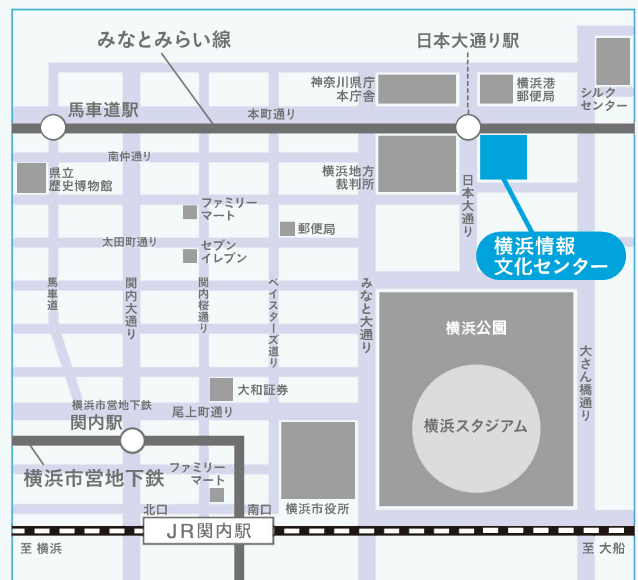 みなとみらい線
日本大通り駅
神奈川県庁
本庁舎
横浜港
郵便局
シルク
センター
馬車道駅
本町通り
南仲通り
県立
歴史博物館
横浜地方
裁判所
日本大通り
ファミリー
マート
郵便局
太田町通り
セブン
イレブン
横浜情報
文化センター
馬車道
関内大通り
関内桜通り
ベイスターズ通り
みなと大通り
横浜公園
大さん橋通り
大和証券
横浜市営地下鉄
尾上町通り
関内駅
横浜スタジアム
横浜市営地下鉄
ファミリー
マート
北口
南口
横浜市役所
JR関内駅
至 横浜
至 大船